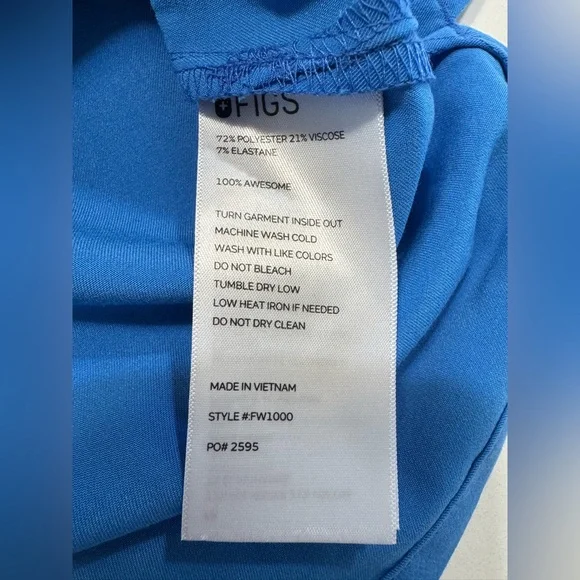 FIGS
72% POLYESTER 21% VISCOSE
7% ELASTANE
100% AWESOME
TURN GARMENT INSIDE OUT
MACHINE WASH COLD
WASH WITH LIKE COLORS
DO NOT BLEACH
TUMBLE DRY LOW
LOW HEAT IRON IF NEEDED
DO NOT DRY CLEAN
MADE IN VIETNAM
STYLE #:FW1000
PO# 2595